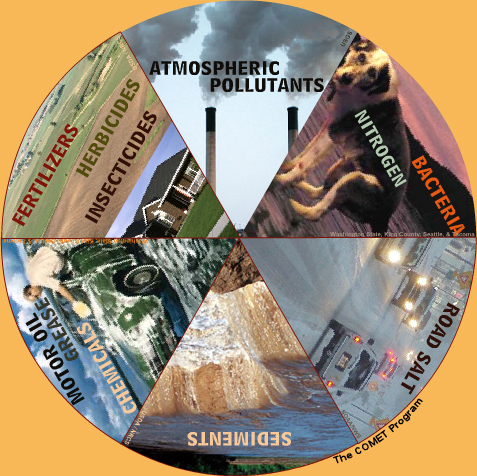 ATMOSPHERIC
POLLUTANTS
USGS
FERTILIZERS
HERBICIDES
INSECTICIDES
NITROGEN
BACTERIA
Washington State, King County, Seattle, & Tacoma
MOTOR OIL
GREASE
CHEMICALS
ROAD SALT
SEDIMENTS
The COMET Program